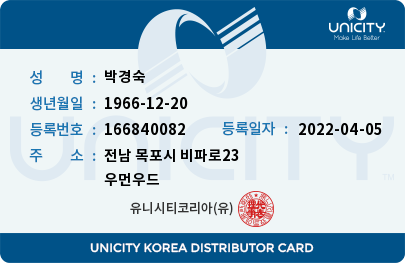 UNICITY
Make Life Better
성 명 : 박경숙
생년월일 : 1966-12-20
등록번호 : 166840082 등록일자 : 2022-04-05
주 소 : 전남 목포시 비파로23
우먼우드
유니시티코리아(유)
UNICITY
UNICITY KOREA DISTRIBUTOR CARD